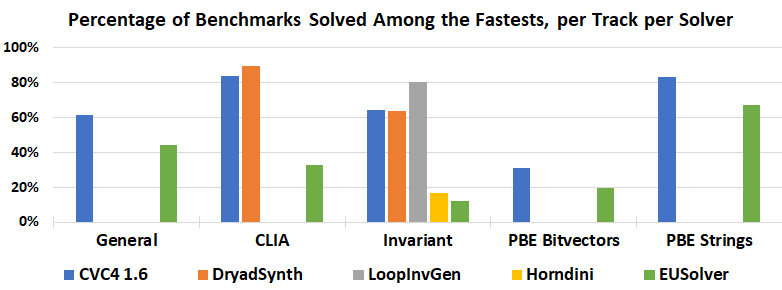 Percentage of Benchmarks Solved Among the Fastests, per Track per Solver
100%
80%
60%
40%
20%
0%
General CLIA Invariant PBE Bitvectors PBE Strings
CVC4 1.6 DryadSynth LoopInvGen Horndini EUSolver